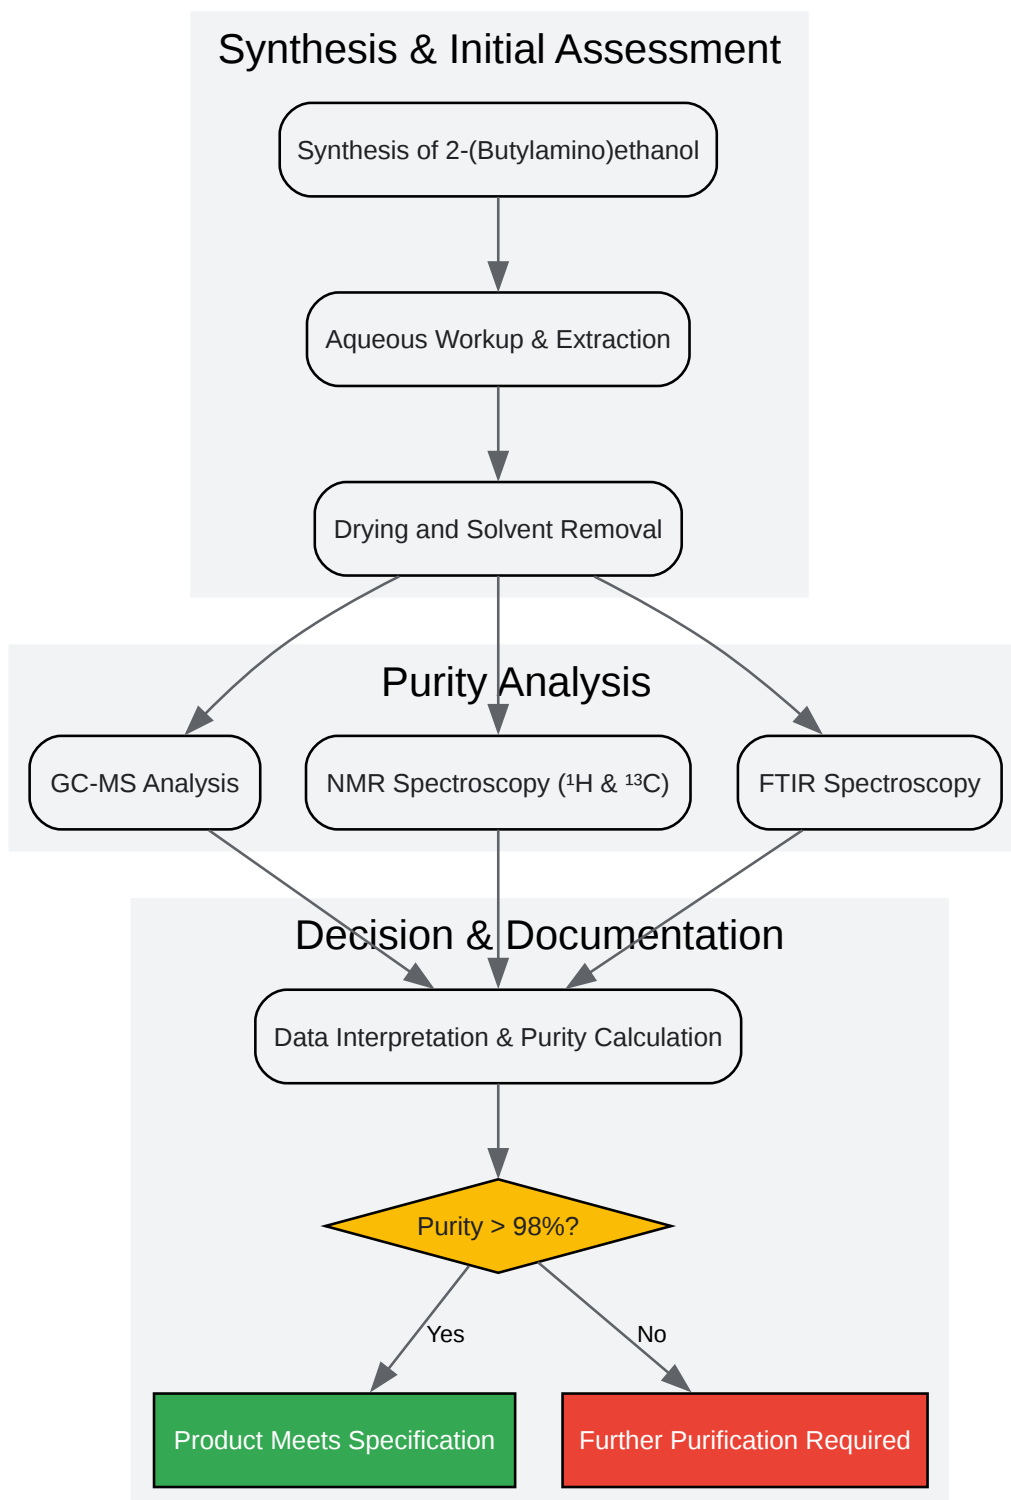 Synthesis & Initial Assessment
Synthesis of 2-(Butylamino)ethanol
Aqueous Workup & Extraction
Drying and Solvent Removal
Purity Analysis
GC-MS Analysis
NMR Spectroscopy (¹H & ¹³C)
FTIR Spectroscopy
Decision & Documentation
Data Interpretation & Purity Calculation
Purity > 98%?
Yes
No
Product Meets Specification
Further Purification Required